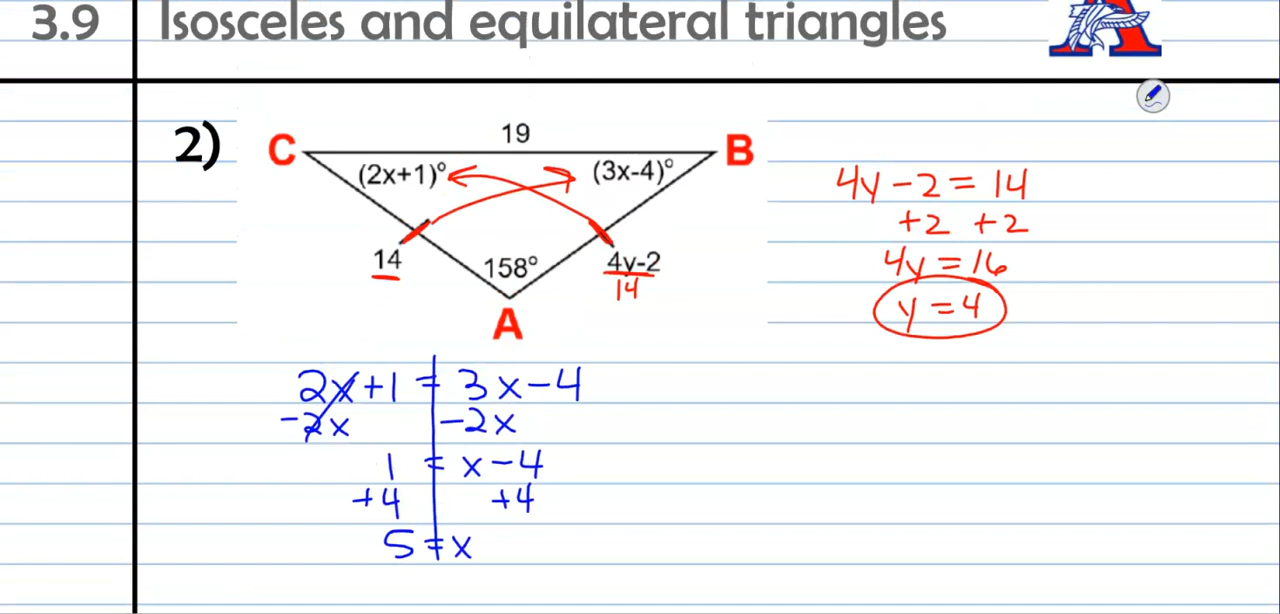 3.9 Isosceles and equilateral triangles
A
2)
19
C B
(2x+1)° (3x-4)°
14 158° 4y-2
14
A
4y - 2 = 14
+2 +2
4y = 16
y = 4
2x + 1 = 3x - 4
-2x -2x
1 = x - 4
+4 +4
5 = x